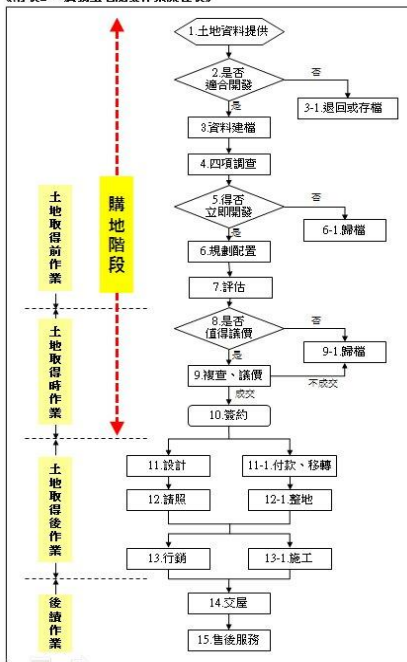 1.土地資料提供
2.是否
適合開發
否
是
3-1.退回或存檔
3.資料建檔
4.四項調查
5.得否
立即開發
否
是
6-1.歸檔
6.規劃配置
7.評估
8.是否
值得議價
否
是
9-1.歸檔
9.複查、議價
不成交
成交
10.簽約
11.設計
11-1.付款、移轉
12.請照
12-1.整地
13.行銷
13-1.施工
14.交屋
15.售後服務
購地階段
土地取得前作業
土地取得時作業
土地取得後作業
後續作業